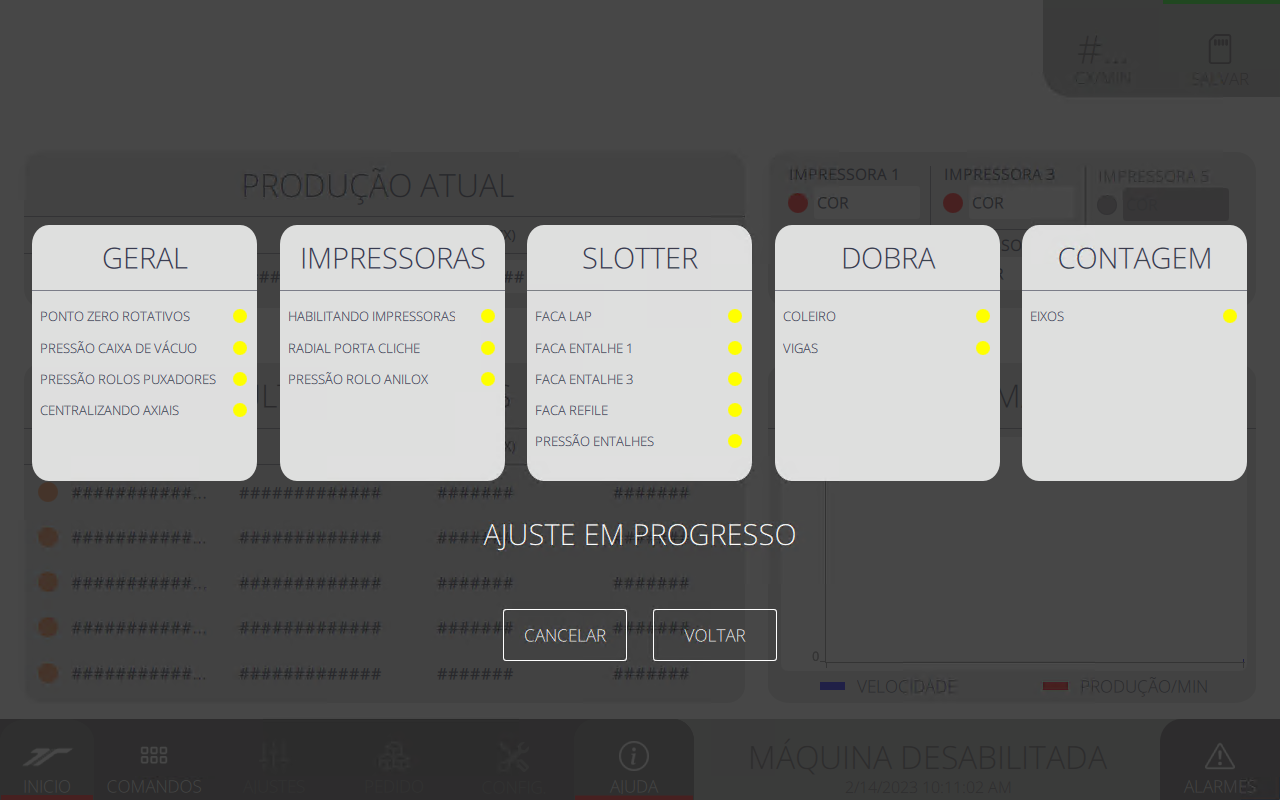 #...
CX/MIN
SALVAR
PRODUÇÃO ATUAL
IMPRESSORA 1
IMPRESSORA 3
IMPRESSORA 5
COR
COR
GERAL
PONTO ZERO ROTATIVOS
PRESSÃO CAIXA DE VÁCUO
PRESSÃO ROLOS PUXADORES
CENTRALIZANDO AXIAIS
IMPRESSORAS
HABILITANDO IMPRESSORAS
RADIAL PORTA CLICHE
PRESSÃO ROLO ANILOX
SLOTTER
FACA LAP
FACA ENTALHE 1
FACA ENTALHE 3
FACA REFILE
PRESSÃO ENTALHES
DOBRA
COLEIRO
VIGAS
CONTAGEM
EIXOS
###########... ############ ####### #######
AJUSTE EM PROGRESSO
###########... ############ ####### #######
###########... ############ ####### #######
###########... ############ ####### #######
CANCELAR
VOLTAR
###########... ############ ####### #######
0
VELOCIDADE
PRODUÇÃO/MIN
INICIO
COMANDOS
AJUSTES
PEDIDO
CONFIG
AJUDA
MÁQUINA DESABILITADA
2/14/2023 10:11:02 AM
ALARMES